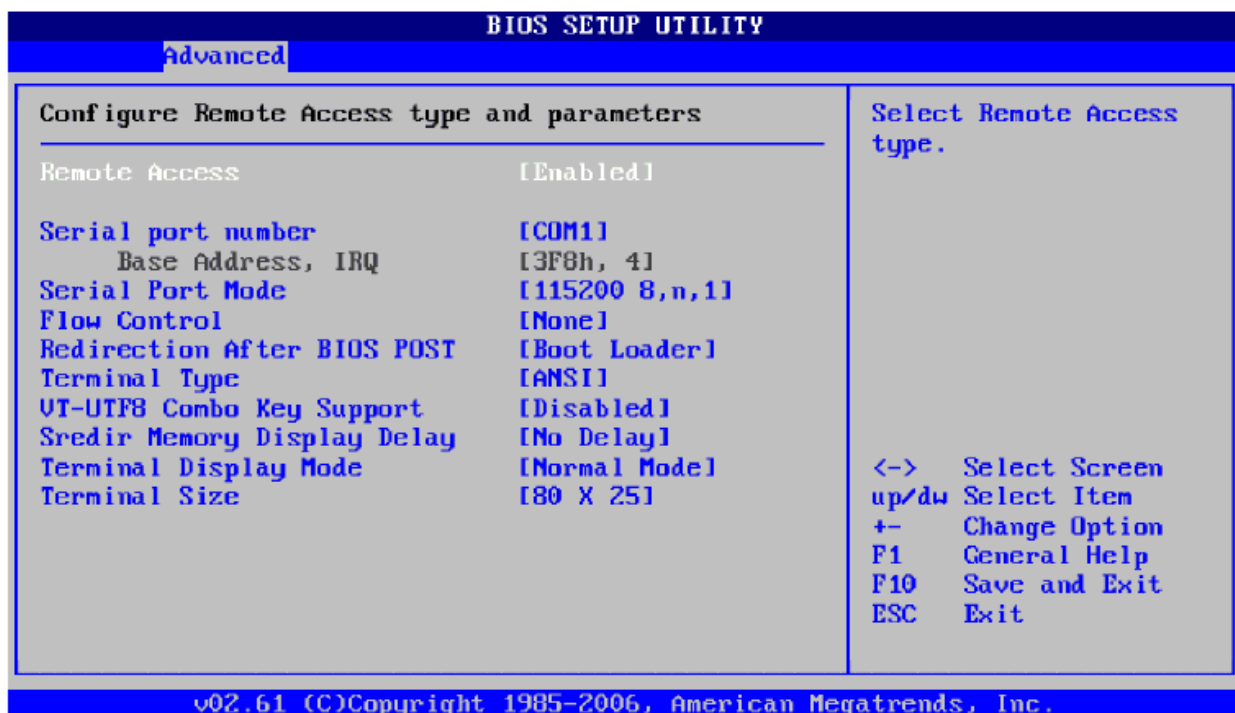 BIOS SETUP UTILITY
Advanced
Configure Remote Access type and parameters
Remote Access [Enabled]
Serial port number [COM1]
Base Address, IRQ [3F8h, 4]
Serial Port Mode [115200 8,n,1]
Flow Control [None]
Redirection After BIOS POST [Boot Loader]
Terminal Type [ANSI]
VT-UTF8 Combo Key Support [Disabled]
Sredir Memory Display Delay [No Delay]
Terminal Display Mode [Normal Mode]
Terminal Size [80 X 25]
Select Remote Access
type.
<-> Select Screen
up/dw Select Item
+- Change Option
F1 General Help
F10 Save and Exit
ESC Exit
v02.61 (C)Copyright 1985-2006, American Megatrends, Inc.